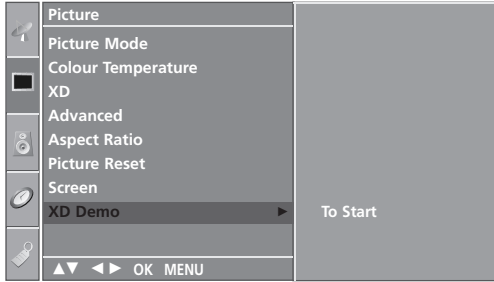 Picture
Picture Mode
Colour Temperature
XD
Advanced
Aspect Ratio
Picture Reset
Screen
XD Demo ► To Start
▲▼ ◄► OK MENU